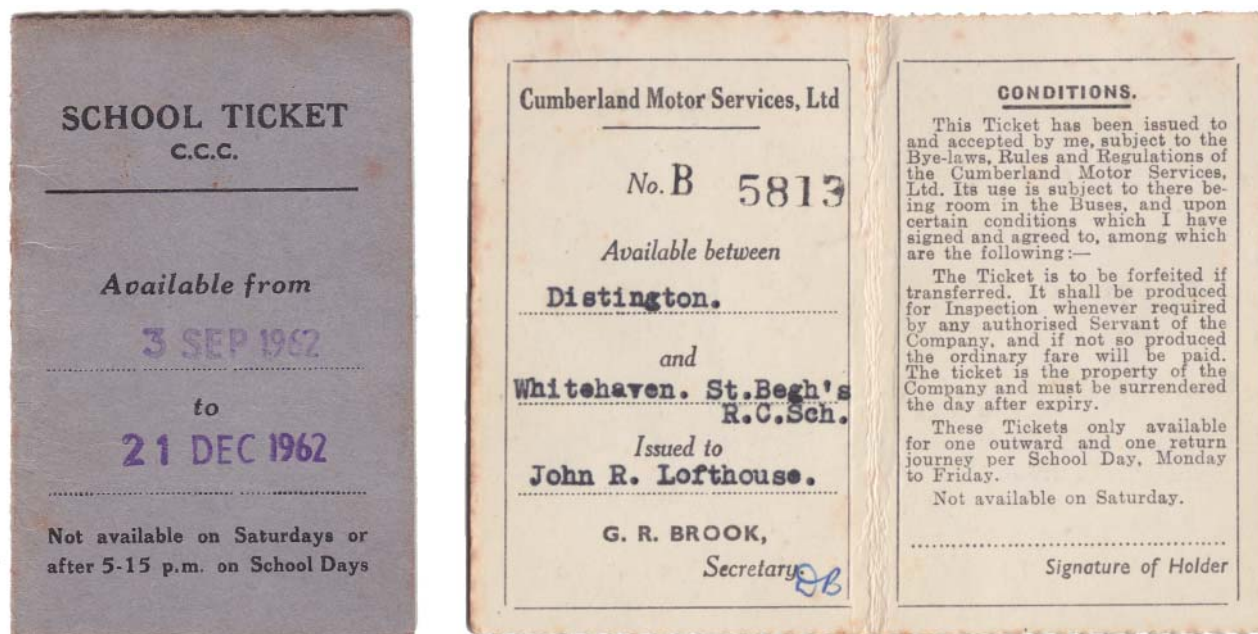 SCHOOL TICKET
C.C.C.
Available from
3 SEP 1962
to
21 DEC 1962
Not available on Saturdays or
after 5-15 p.m. on School Days
Cumberland Motor Services, Ltd
No. B 5813
Available between
Distington.
and
Whitehaven. St.Begh's
R.C.Sch.
Issued to
John R. Lofthouse.
G. R. BROOK,
Secretary.
DB
CONDITIONS.
This Ticket has been issued to
and accepted by me, subject to the
Bye-laws, Rules and Regulations of
the Cumberland Motor Services,
Ltd. Its use is subject to there be-
ing room in the Buses, and upon
certain conditions which I have
signed and agreed to, among which
are the following:—
The Ticket is to be forfeited if
transferred. It shall be produced
for Inspection whenever required
by any authorised Servant of the
Company, and if not so produced
the ordinary fare will be paid.
The ticket is the property of the
Company and must be surrendered
the day after expiry.
These Tickets only available
for one outward and one return
journey per School Day, Monday
to Friday.
Not available on Saturday.
Signature of Holder